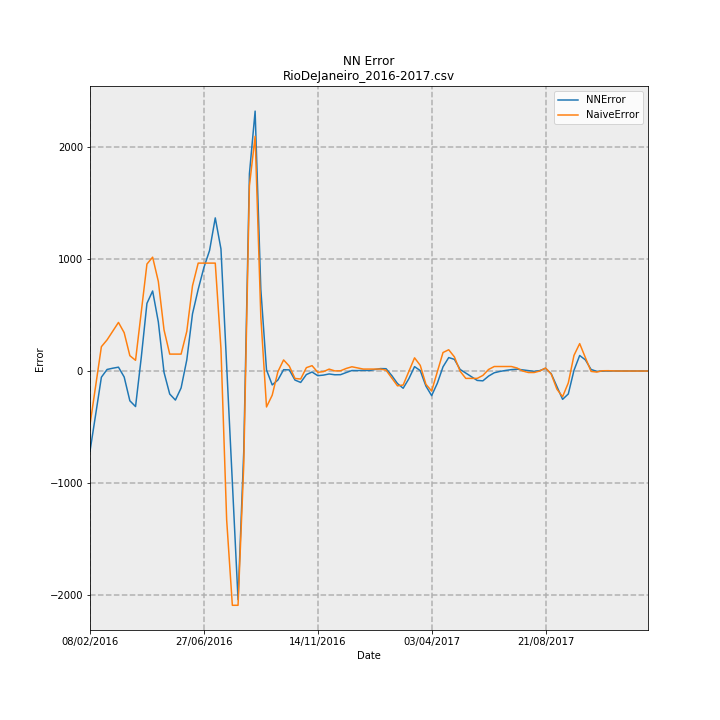 NN Error
RioDeJaneiro_2016-2017.csv
NNError
NaiveError
2000
1000
0
−1000
−2000
Error
08/02/2016
27/06/2016
14/11/2016
03/04/2017
21/08/2017
Date